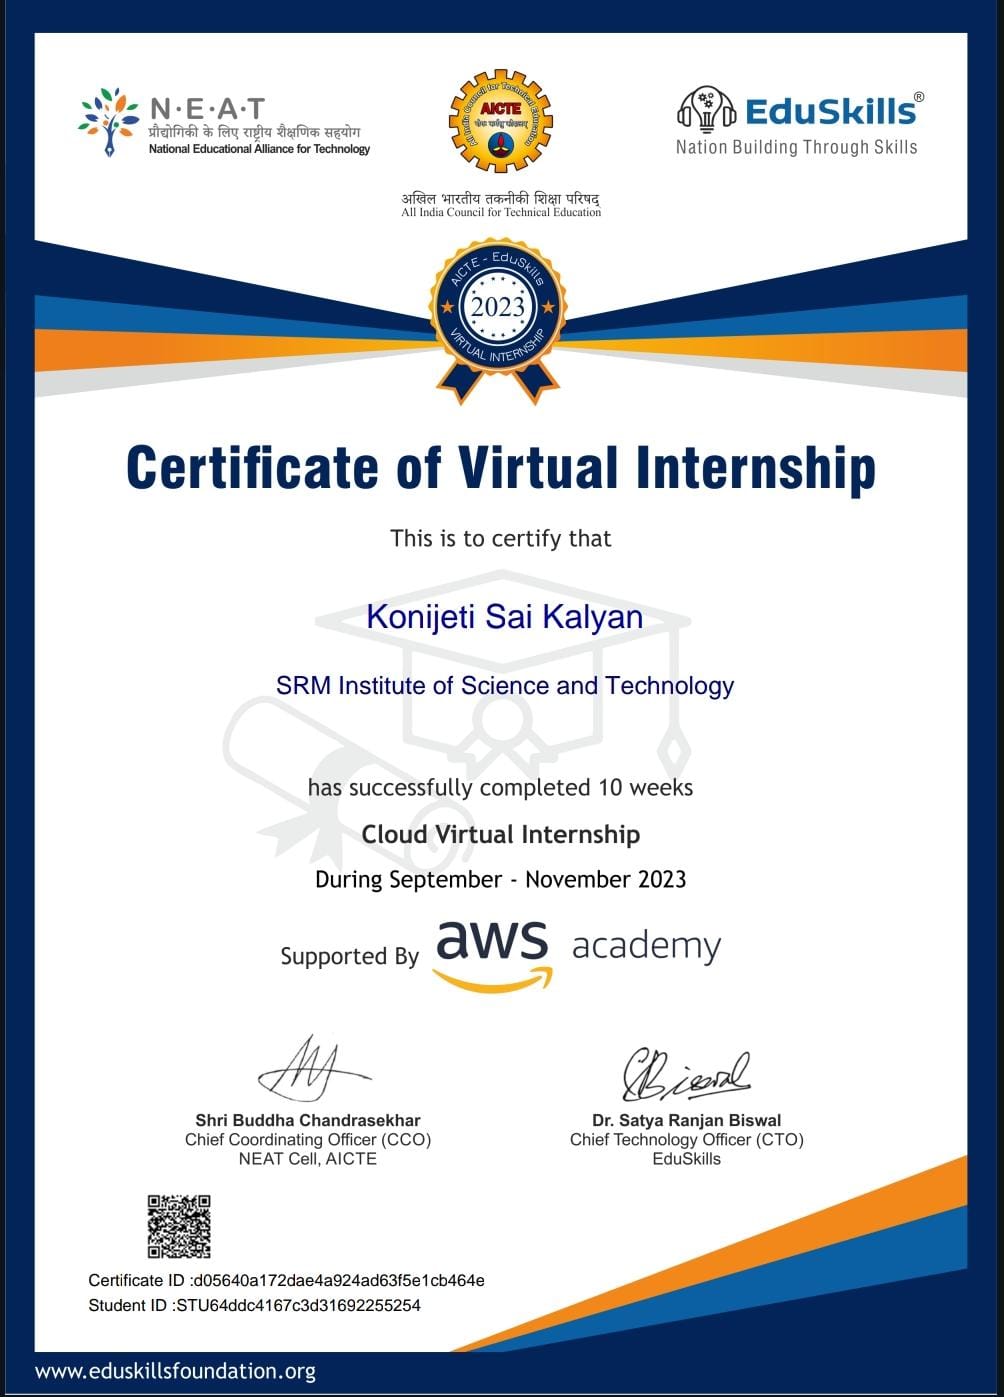 N·E·A·T
प्रौद्योगिकी के लिए राष्ट्रीय शैक्षणिक सहयोग
National Educational Alliance for Technology
All India Council for Technical Education
AICTE
अखिल भारतीय तकनीकी शिक्षा परिषद्
All India Council for Technical Education
EduSkills®
Nation Building Through Skills
AICTE - EduSkills
2023
VIRTUAL INTERNSHIP
Certificate of Virtual Internship
This is to certify that
Konijeti Sai Kalyan
SRM Institute of Science and Technology
has successfully completed 10 weeks
Cloud Virtual Internship
During September - November 2023
Supported By aws academy
Biswal
Shri Buddha Chandrasekhar
Chief Coordinating Officer (CCO)
NEAT Cell, AICTE
Dr. Satya Ranjan Biswal
Chief Technology Officer (CTO)
EduSkills
Certificate ID :d05640a172dae4a924ad63f5e1cb464e
Student ID :STU64ddc4167c3d31692255254
www.eduskillsfoundation.org